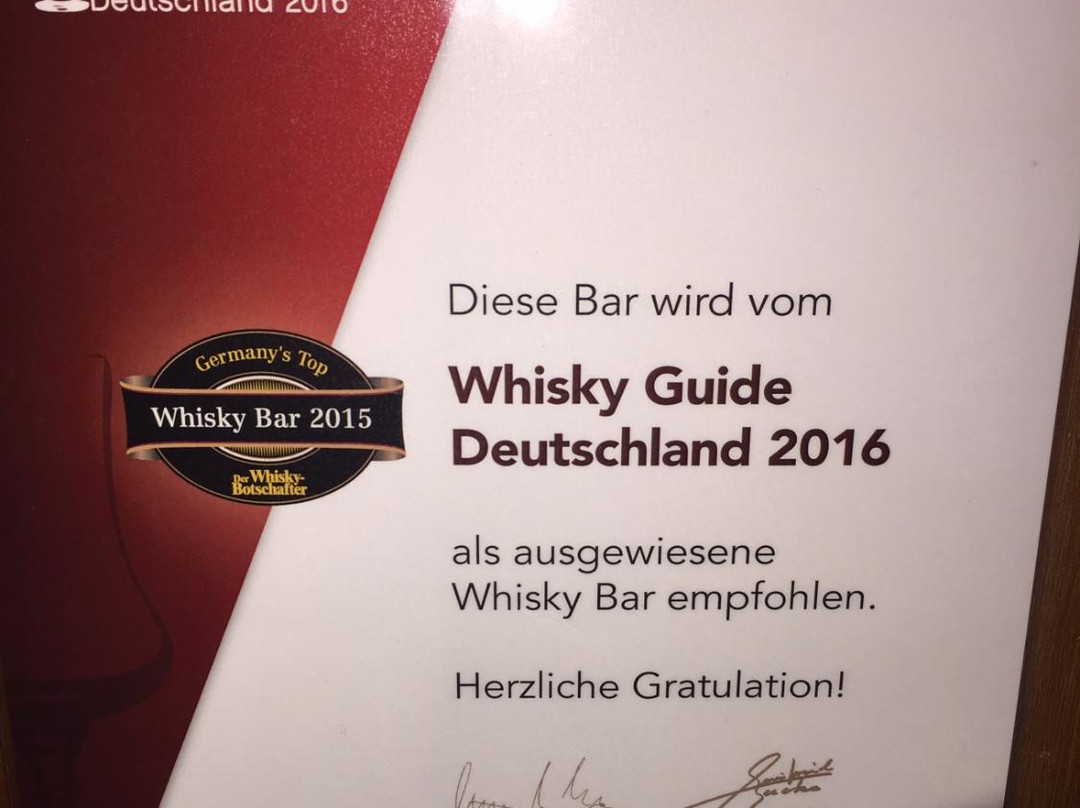 Deutschland 2016
Germany's Top
Whisky Bar 2015
Der Whisky-
Botschafter
Diese Bar wird vom
Whisky Guide
Deutschland 2016
als ausgewiesene
Whisky Bar empfohlen.
Herzliche Gratulation!